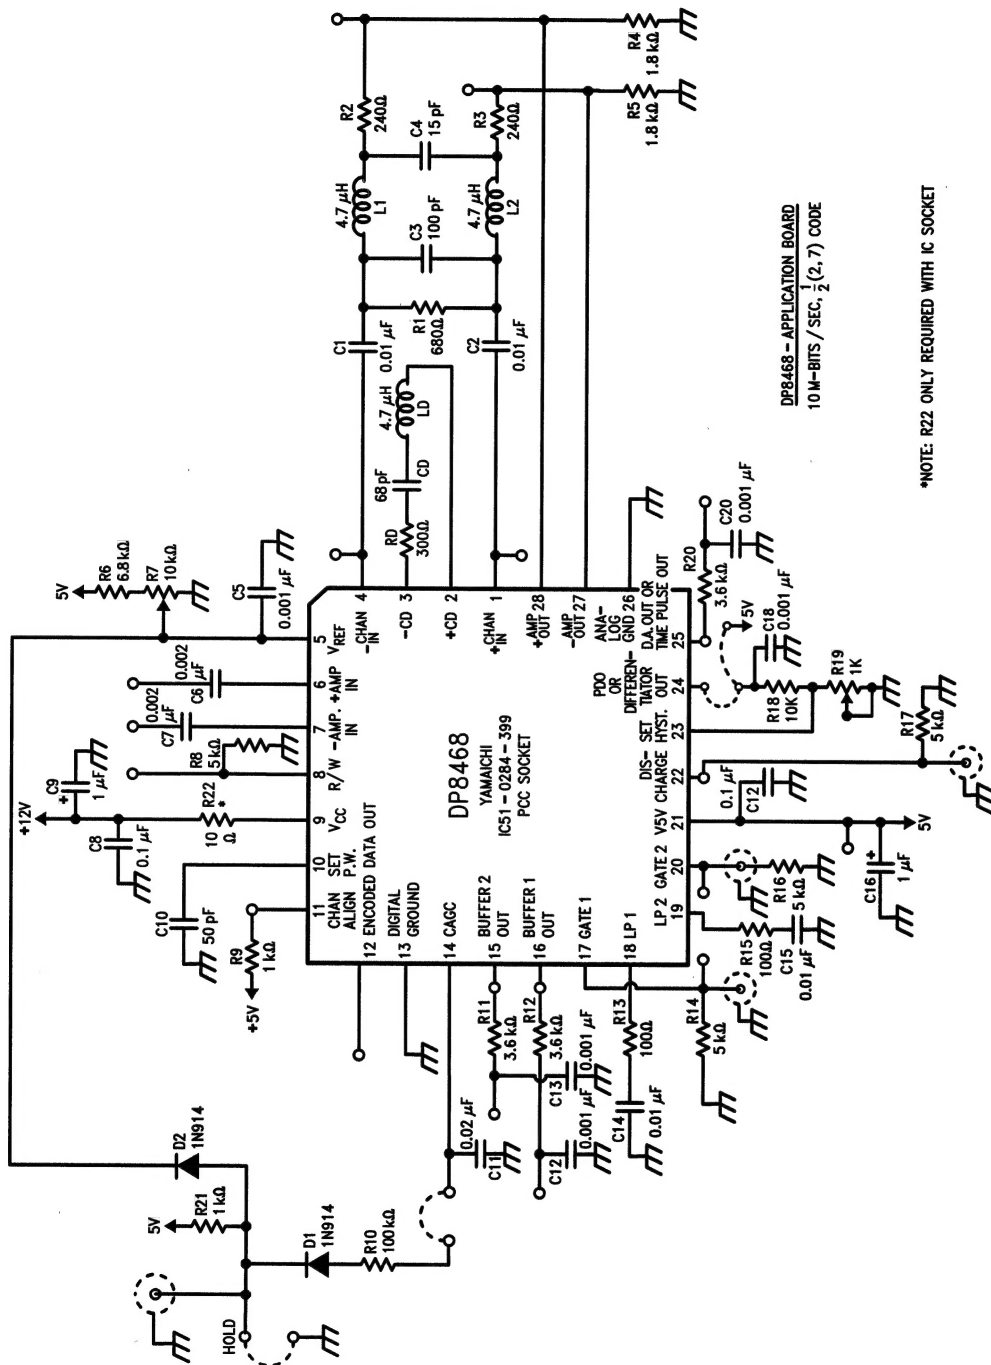 HOLD
5V
R21
1 kΩ
D2
1N914
D1
1N914
R10
100 kΩ
+5V
R9
1 kΩ
C10
50 pF
C8
0.1 µF
+12V
C9
1 µF
+
R22
*
10
Ω
R8
5 kΩ
C7
0.002
µF
C6
0.002
µF
C5
0.001 µF
5V
R6
6.8 kΩ
R7
10 kΩ
11 CHAN
ALIGN
10 SET
P.W.
9
VCC
8
R/W
7
-AMP.
IN
6
+AMP
IN
5
VREF
12 ENCODED DATA OUT
13 DIGITAL
GROUND
14 CAGC
15 BUFFER 2
OUT
16 BUFFER 1
OUT
17 GATE 1
18 LP 1
-CHAN 4
IN
-CD 3
+CD 2
+CHAN 1
IN
+AMP 28
OUT
-AMP 27
OUT
ANA-
LOG
GND 26
DP8468
YAMAICHI
IC51-0284-399
PCC SOCKET
LP 2
19
GATE 2
20
V5V
21
DIS-
CHARGE
22
SET
HYST.
23
PDO
OR
DIFFEREN-
TIATOR
OUT
24
D.A. OUT OR
TIME PULSE OUT
25
C1
0.01 µF
C2
0.01 µF
R1
680Ω
C3
100 pF
4.7 µH
L1
4.7 µH
L2
C4
15 pF
R2
240Ω
R3
240Ω
R4
1.8 kΩ
R5
1.8 kΩ
RD
300Ω
68 pF
CD
4.7 µH
LD
0.02 µF
C11
R11
3.6 kΩ
R12
3.6 kΩ
C13
0.001 µF
C12
0.001 µF
R13
100Ω
C14
0.01 µF
R14
5 kΩ
R15
100Ω
C15
0.01 µF
R16
5 kΩ
C16
+
1 µF
5V
0.1 µF
C12
R17
5 kΩ
R18
10K
R19
1K
C18
0.001 µF
5V
R20
3.6 kΩ
C20
0.001 µF
DP8468 – APPLICATION BOARD
10 M-BITS / SEC, 1/2 (2, 7) CODE
*NOTE: R22 ONLY REQUIRED WITH IC SOCKET